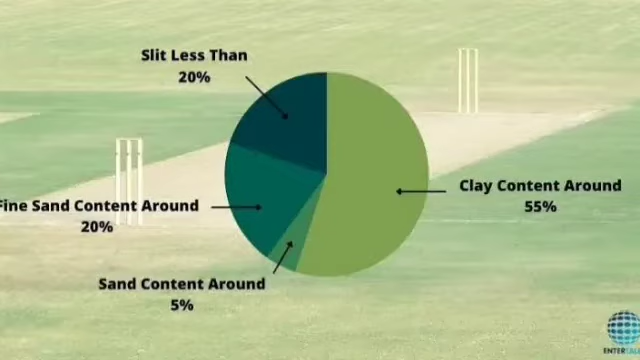 Slit Less Than
20%
Clay Content Around
55%
Fine Sand Content Around
20%
Sand Content Around
5%